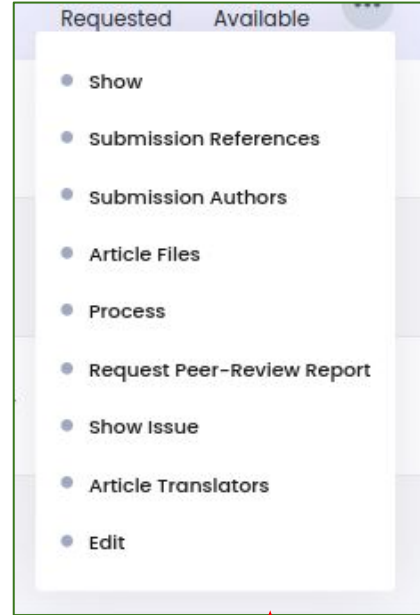 Requested Available
Show
Submission References
Submission Authors
Article Files
Process
Request Peer-Review Report
Show Issue
Article Translators
Edit